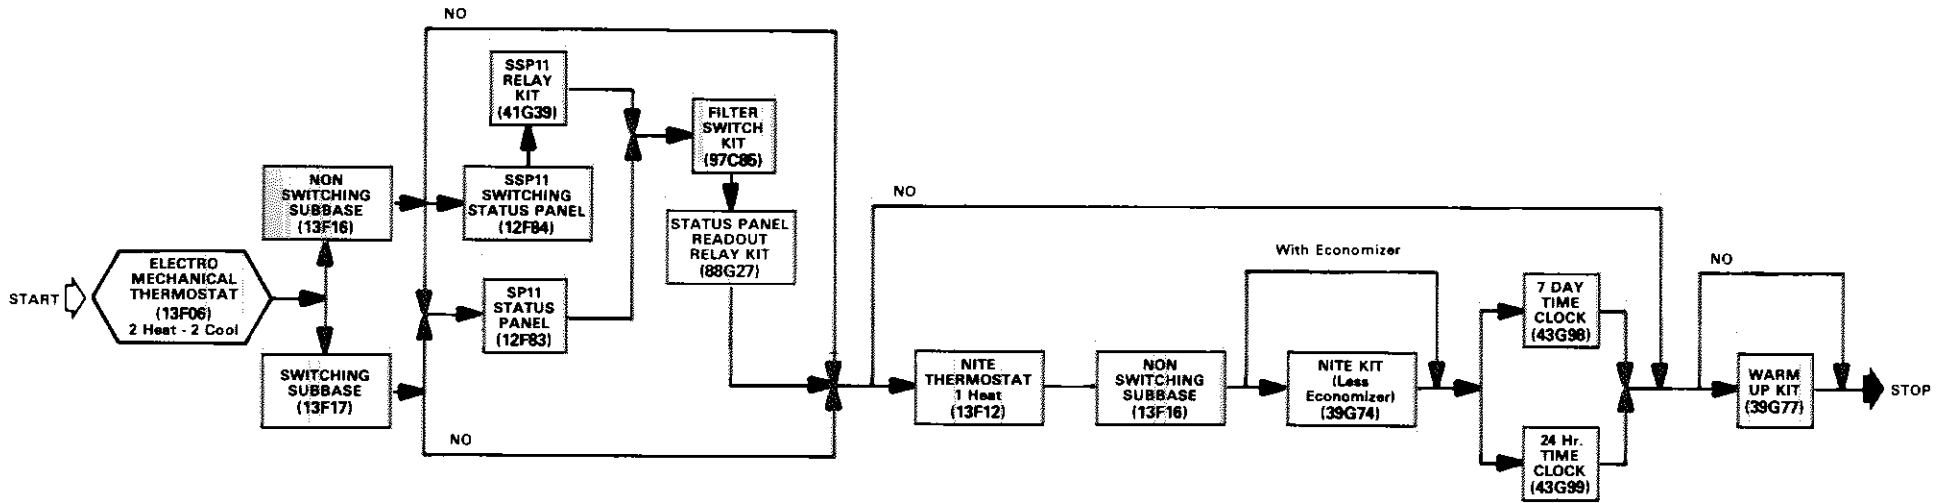 START
ELECTRO
MECHANICAL
THERMOSTAT
(13F06)
2 Heat - 2 Cool
NON
SWITCHING
SUBBASE
(13F16)
SWITCHING
SUBBASE
(13F17)
NO
SSP11
RELAY
KIT
(41G39)
SSP11
SWITCHING
STATUS PANEL
(12F84)
SP11
STATUS
PANEL
(12F83)
NO
FILTER
SWITCH
KIT
(97C85)
STATUS PANEL
READOUT
RELAY KIT
(88G27)
NO
NITE
THERMOSTAT
1 Heat
(13F12)
NON
SWITCHING
SUBBASE
(13F16)
With Economizer
NITE KIT
(Less
Economizer)
(39G74)
7 DAY
TIME
CLOCK
(43G98)
24 Hr.
TIME
CLOCK
(43G99)
NO
WARM
UP KIT
(39G77)
STOP